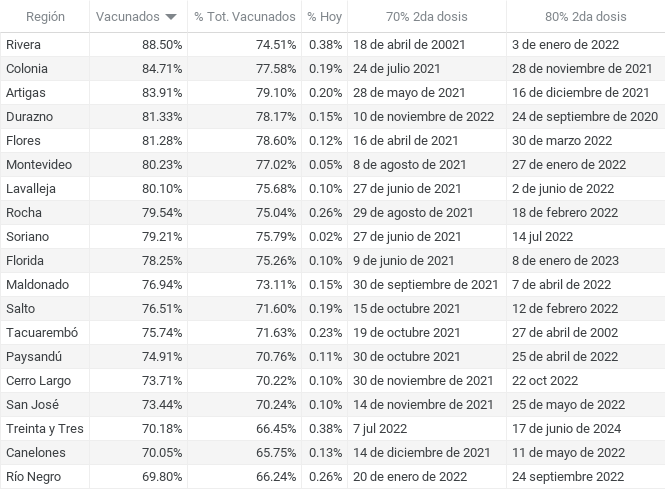 Región Vacunados % Tot. Vacunados % Hoy 70% 2da dosis 80% 2da dosis
Rivera 88.50% 74.51% 0.38% 18 de abril de 20021 3 de enero de 2022
Colonia 84.71% 77.58% 0.19% 24 de julio 2021 28 de noviembre de 2021
Artigas 83.91% 79.10% 0.20% 28 de mayo de 2021 16 de diciembre de 2021
Durazno 81.33% 78.17% 0.15% 10 de noviembre de 2022 24 de septiembre de 2020
Flores 81.28% 78.60% 0.12% 16 de abril de 2021 30 de marzo 2022
Montevideo 80.23% 77.02% 0.05% 8 de agosto de 2021 27 de enero de 2022
Lavalleja 80.10% 75.68% 0.10% 27 de junio de 2021 2 de junio de 2022
Rocha 79.54% 75.04% 0.26% 29 de agosto de 2021 18 de febrero 2022
Soriano 79.21% 75.79% 0.02% 27 de junio de 2021 14 jul 2022
Florida 78.25% 75.26% 0.10% 9 de junio de 2021 8 de enero de 2023
Maldonado 76.94% 73.11% 0.15% 30 de septiembre de 2021 7 de abril de 2022
Salto 76.51% 71.60% 0.19% 15 de octubre de 2021 12 de febrero de 2022
Tacuarembó 75.74% 71.63% 0.23% 19 de octubre de 2021 27 de abril de 2002
Paysandú 74.91% 70.76% 0.11% 30 de octubre de 2021 25 de abril de 2022
Cerro Largo 73.71% 70.22% 0.10% 30 de noviembre de 2021 22 oct 2022
San José 73.44% 70.24% 0.10% 14 de noviembre de 2021 25 de mayo de 2022
Treinta y Tres 70.18% 66.45% 0.38% 7 jul 2022 17 de junio de 2024
Canelones 70.05% 65.75% 0.13% 14 de diciembre de 2021 11 de mayo de 2022
Río Negro 69.80% 66.24% 0.26% 20 de enero de 2022 24 septiembre 2022